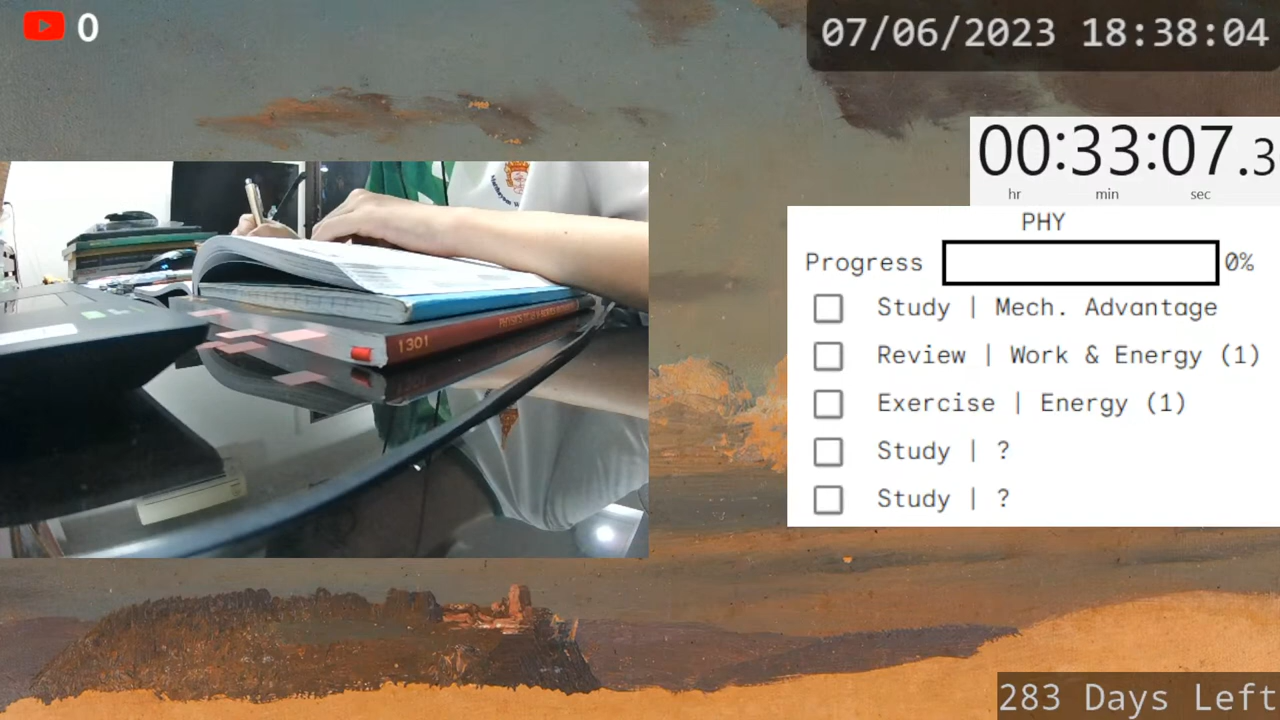 0
07/06/2023 18:38:04
00:33:07.3
hr min sec
PHY
Progress 0%
Study | Mech. Advantage
Review | Work & Energy (1)
Exercise | Energy (1)
Study | ?
Study | ?
1301
283 Days Left